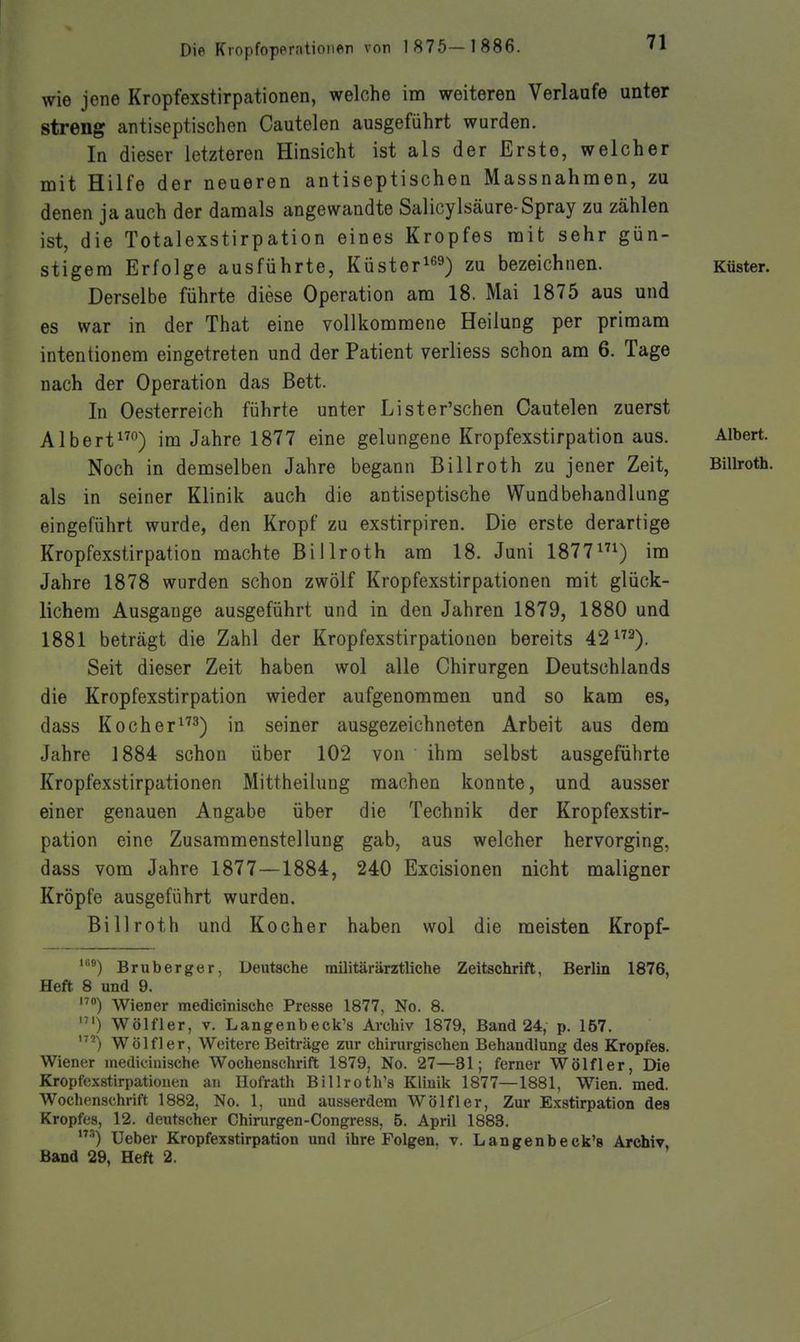 Die Kropfoperationen von 1875—1886. 71
wie jene Kropfexstirpationen, welche im weiteren Verlaufe unter
streng antiseptischen Cautelen ausgeführt wurden.
In dieser letzteren Hinsicht ist als der Erste, welcher
mit Hilfe der neueren antiseptischen Massnahmen, zu
denen ja auch der damals angewandte Salicylsäure-Spray zu zählen
ist, die Totalexstirpation eines Kropfes mit sehr gün-
stigem Erfolge ausführte, Küster¹⁶⁹) zu bezeichnen. Küster.
Derselbe führte diese Operation am 18. Mai 1875 aus und
es war in der That eine vollkommene Heilung per primam
intentionem eingetreten und der Patient verliess schon am 6. Tage
nach der Operation das Bett.
In Oesterreich führte unter Lister'schen Cautelen zuerst
Albert¹⁷⁰) im Jahre 1877 eine gelungene Kropfexstirpation aus. Albert.
Noch in demselben Jahre begann Billroth zu jener Zeit, Billroth.
als in seiner Klinik auch die antiseptische Wundbehandlung
eingeführt wurde, den Kropf zu exstirpiren. Die erste derartige
Kropfexstirpation machte Billroth am 18. Juni 1877¹⁷¹) im
Jahre 1878 wurden schon zwölf Kropfexstirpationen mit glück-
lichem Ausgange ausgeführt und in den Jahren 1879, 1880 und
1881 beträgt die Zahl der Kropfexstirpationen bereits 42¹⁷²).
Seit dieser Zeit haben wol alle Chirurgen Deutschlands
die Kropfexstirpation wieder aufgenommen und so kam es,
dass Kocher¹⁷³) in seiner ausgezeichneten Arbeit aus dem
Jahre 1884 schon über 102 von ihm selbst ausgeführte
Kropfexstirpationen Mittheilung machen konnte, und ausser
einer genauen Angabe über die Technik der Kropfexstir-
pation eine Zusammenstellung gab, aus welcher hervorging,
dass vom Jahre 1877—1884, 240 Excisionen nicht maligner
Kröpfe ausgeführt wurden.
Billroth und Kocher haben wol die meisten Kropf-
¹⁶⁹) Bruberger, Deutsche militärärztliche Zeitschrift, Berlin 1876,
Heft 8 und 9.
¹⁷⁰) Wiener medicinische Presse 1877, No. 8.
¹⁷¹) Wölfler, v. Langenbeck's Archiv 1879, Band 24, p. 157.
¹⁷²) Wölfler, Weitere Beiträge zur chirurgischen Behandlung des Kropfes.
Wiener medicinische Wochenschrift 1879, No. 27—31; ferner Wölfler, Die
Kropfexstirpationen an Hofrath Billroth's Klinik 1877—1881, Wien. med.
Wochenschrift 1882, No. 1, und ausserdem Wölfler, Zur Exstirpation des
Kropfes, 12. deutscher Chirurgen-Congress, 5. April 1883.
¹⁷³) Ueber Kropfexstirpation und ihre Folgen, v. Langenbeck's Archiv,
Band 29, Heft 2.